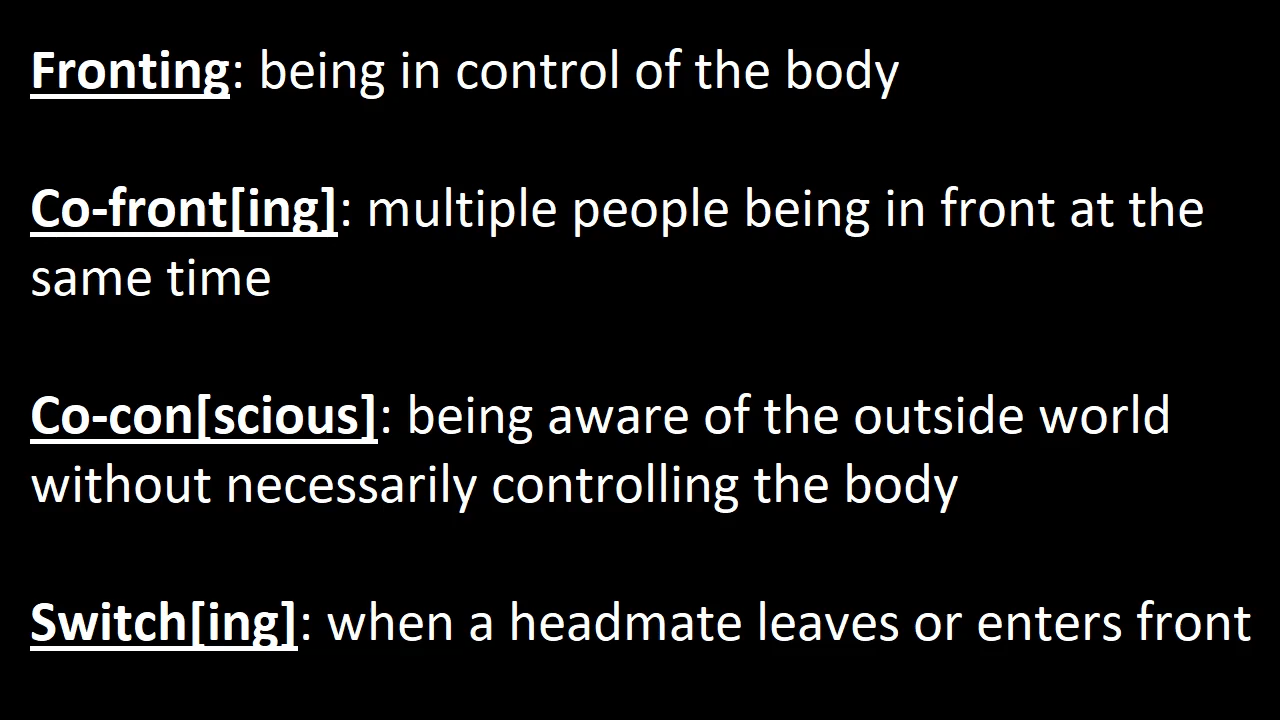 Fronting: being in control of the body
Co-front[ing]: multiple people being in front at the
same time
Co-con[scious]: being aware of the outside world
without necessarily controlling the body
Switch[ing]: when a headmate leaves or enters front